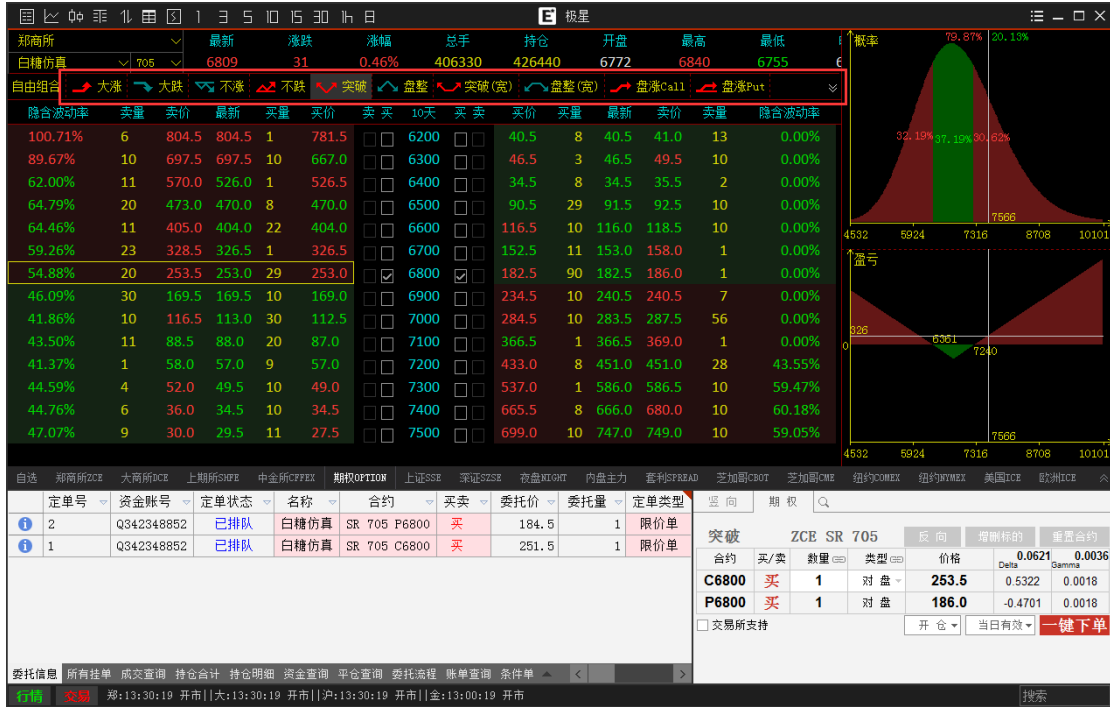 1 3 5 10 15 30 1h 日 E 极星
郑商所 最新 涨跌 涨幅 总手 持仓 开盘 最高 最低
白糖仿真 705 6809 31 0.46% 406330 426440 6772 6840 6755
自由组合 大涨 大跌 不涨 不跌 突破 盘整 突破(宽) 盘整(宽) 盘涨Call 盘涨Put
隐含波动率 卖量 卖价 最新 买量 买价 卖 买 10天 买 卖 买价 买量 最新 卖价 卖量 隐含波动率
100.71% 6 804.5 804.5 1 781.5 6200 40.5 8 40.5 41.0 13 0.00%
89.67% 10 697.5 697.5 10 667.0 6300 46.5 3 46.5 49.5 10 0.00%
62.00% 11 570.0 526.0 1 526.5 6400 34.5 8 34.5 35.5 2 0.00%
64.79% 20 473.0 470.0 8 470.0 6500 90.5 29 91.5 92.5 10 0.00%
64.46% 11 405.0 404.0 22 404.0 6600 116.5 10 116.0 118.5 10 0.00%
59.26% 23 328.5 326.5 1 326.5 6700 152.5 11 153.0 158.0 1 0.00%
54.88% 20 253.5 253.0 29 253.0 6800 182.5 90 182.5 186.0 1 0.00%
46.09% 30 169.5 169.5 10 169.0 6900 234.5 10 240.5 240.5 7 0.00%
41.86% 10 116.5 113.0 30 112.5 7000 284.5 10 283.5 287.5 56 0.00%
43.50% 11 88.5 88.0 20 87.0 7100 366.5 1 366.5 369.0 1 0.00%
41.37% 1 58.0 57.0 9 57.0 7200 433.0 8 451.0 451.0 28 43.55%
44.59% 4 52.0 49.5 10 49.0 7300 537.0 1 586.0 586.5 10 59.47%
44.76% 6 36.0 34.5 10 34.5 7400 665.5 8 666.0 680.0 10 60.18%
47.07% 9 30.0 29.5 11 27.5 7500 699.0 10 747.0 749.0 10 59.05%
概率 79.87% 20.13%
32.19% 37.19% 30.62%
7566
4532 5924 7316 8708 10101
盈亏
326
0
6361
7240
7566
4532 5924 7316 8708 10101
自选 郑商所ZCE 大商所DCE 上期所SHFE 中金所CFFEX 期权OPTION 上证SSE 深证SZSE 夜盘NIGHT 内盘主力 套利SPREAD 芝加哥CBOT 芝加哥CME 纽约COMEX 纽约NYMEX 美国ICE 欧洲ICE
定单号 资金账号 定单状态 名称 合约 买卖 委托价 委托量 定单类型
2 Q342348852 已排队 白糖仿真 SR 705 P6800 买 184.5 1 限价单
1 Q342348852 已排队 白糖仿真 SR 705 C6800 买 251.5 1 限价单
竖向 期权
突破 ZCE SR 705 反向 增删标的 重置合约
合约 买/卖 数量 类型 价格 0.0621 Delta 0.0036 Gamma
C6800 买 1 对盘 253.5 0.5322 0.0018
P6800 买 1 对盘 186.0 -0.4701 0.0018
交易所支持 开仓 当日有效 一键下单
委托信息 所有挂单 成交查询 持仓合计 持仓明细 资金查询 平仓查询 委托流程 账单查询 条件单
行情 交易 郑:13:30:19 开市||大:13:30:19 开市||沪:13:30:19 开市||金:13:00:19 开市 搜索